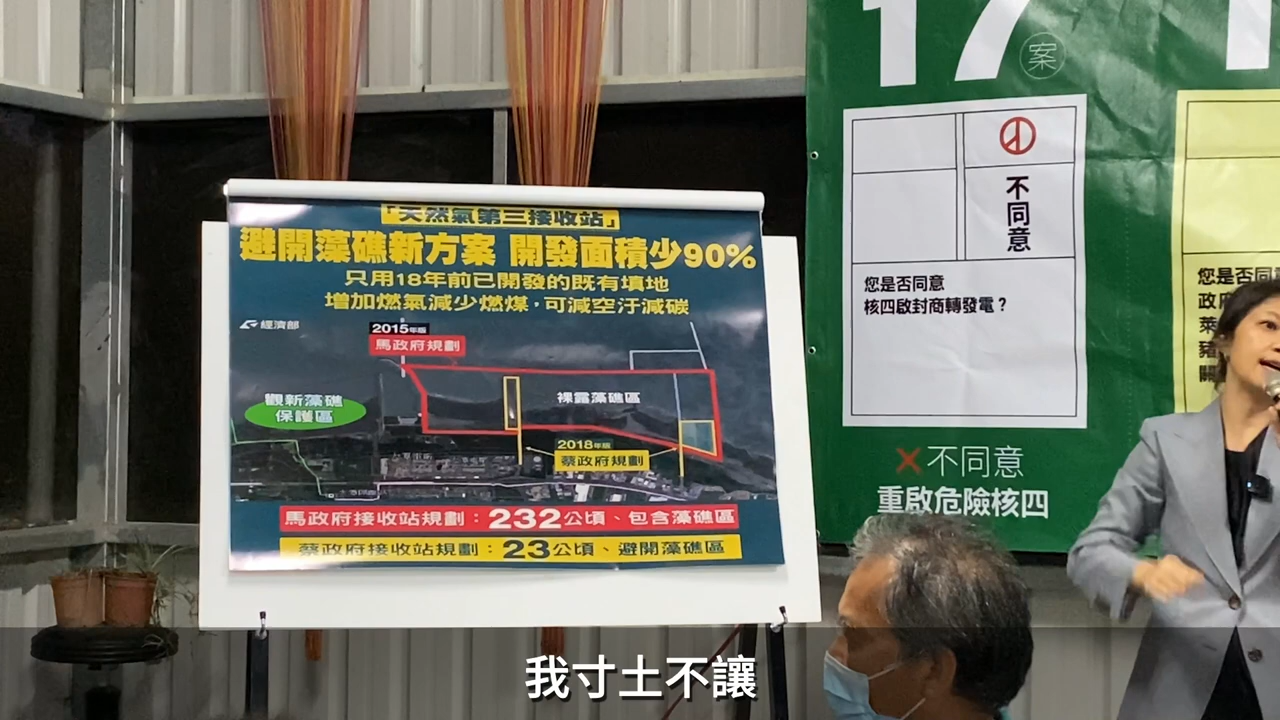 「天然氣第三接收站」
避開藻礁新方案 開發面積少90%
只用18年前已開發的既有填地
增加燃氣減少燃煤，可減空汙減碳
經濟部
2015年版
馬政府規劃
觀新藻礁
保護區
裸露藻礁區
2018年版
蔡政府規劃
馬政府接收站規劃：232公頃、包含藻礁區
蔡政府接收站規劃：23公頃、避開藻礁區
17案
不同意
您是否同意
核四啟封商轉發電？
不同意
重啟危險核四
您是否同
政府
萊
豬
關
我寸土不讓